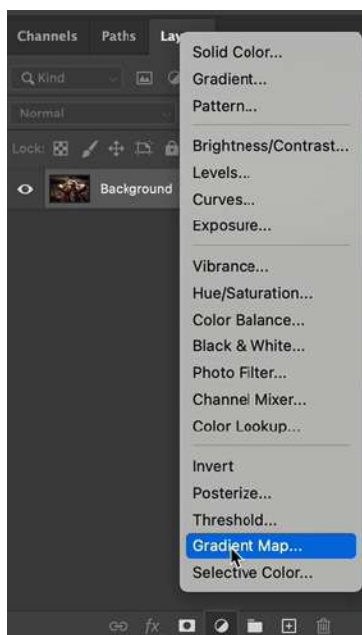 Channels Paths Lay
Kind
Normal
Lock:
Background
Solid Color...
Gradient...
Pattern...
Brightness/Contrast...
Levels...
Curves...
Exposure...
Vibrance...
Hue/Saturation...
Color Balance...
Black & White...
Photo Filter...
Channel Mixer...
Color Lookup...
Invert
Posterize...
Threshold...
Gradient Map...
Selective Color...
fx